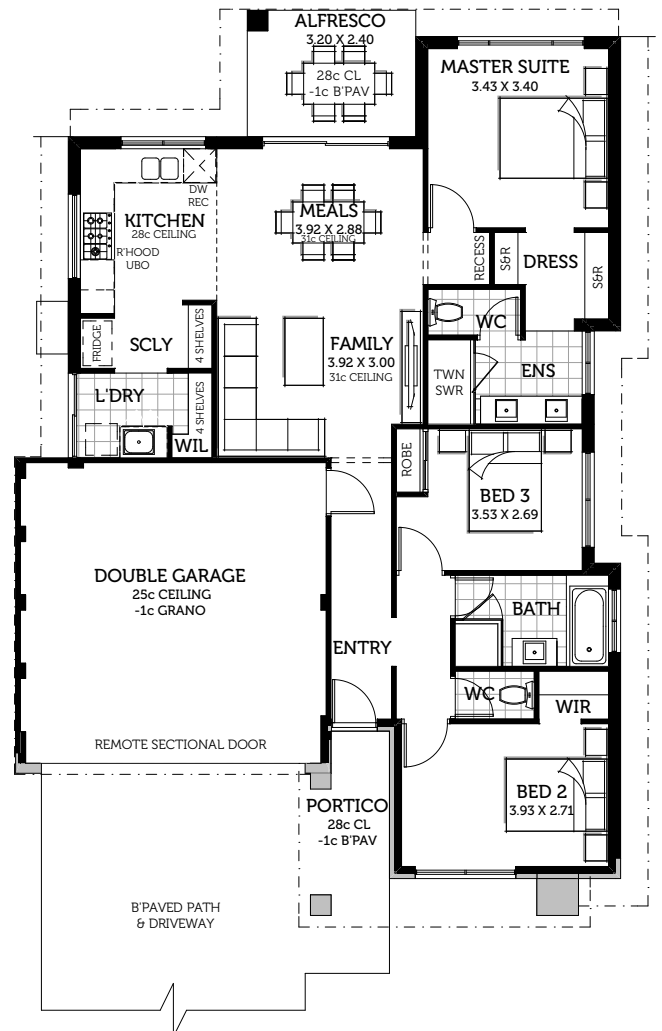 ALFRESCO
3.20 X 2.40
28c CL
-1c B'PAV
MASTER SUITE
3.43 X 3.40
DW
REC
KITCHEN
28c CEILING
R'HOOD
UBO
MEALS
3.92 X 2.88
31c CEILING
RECESS
S&R
DRESS
S&R
WC
FRIDGE
SCLY
4 SHELVES
FAMILY
3.92 X 3.00
31c CEILING
TWN
SWR
ENS
L'DRY
4 SHELVES
WIL
ROBE
BED 3
3.53 X 2.69
DOUBLE GARAGE
25c CEILING
-1c GRANO
BATH
ENTRY
WC
WIR
REMOTE SECTIONAL DOOR
BED 2
3.93 X 2.71
PORTICO
28c CL
-1c B'PAV
B'PAVED PATH
& DRIVEWAY